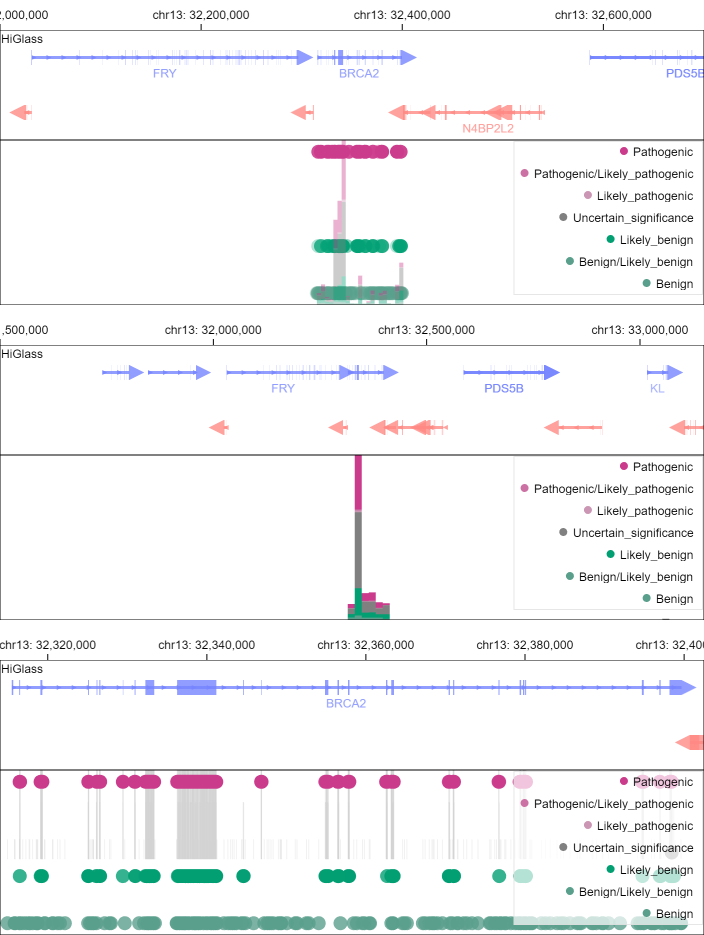 2,000,000 chr13: 32,200,000 chr13: 32,400,000 chr13: 32,600,000
HiGlass
FRY BRCA2 PDS5B
N4BP2L2
Pathogenic
Pathogenic/Likely_pathogenic
Likely_pathogenic
Uncertain_significance
Likely_benign
Benign/Likely_benign
Benign
,500,000 chr13: 32,000,000 chr13: 32,500,000 chr13: 33,000,000
HiGlass
FRY PDS5B KL
Pathogenic
Pathogenic/Likely_pathogenic
Likely_pathogenic
Uncertain_significance
Likely_benign
Benign/Likely_benign
Benign
chr13: 32,320,000 chr13: 32,340,000 chr13: 32,360,000 chr13: 32,380,000 chr13: 32,40
HiGlass
BRCA2
Pathogenic
Pathogenic/Likely_pathogenic
Likely_pathogenic
Uncertain_significance
Likely_benign
Benign/Likely_benign
Benign